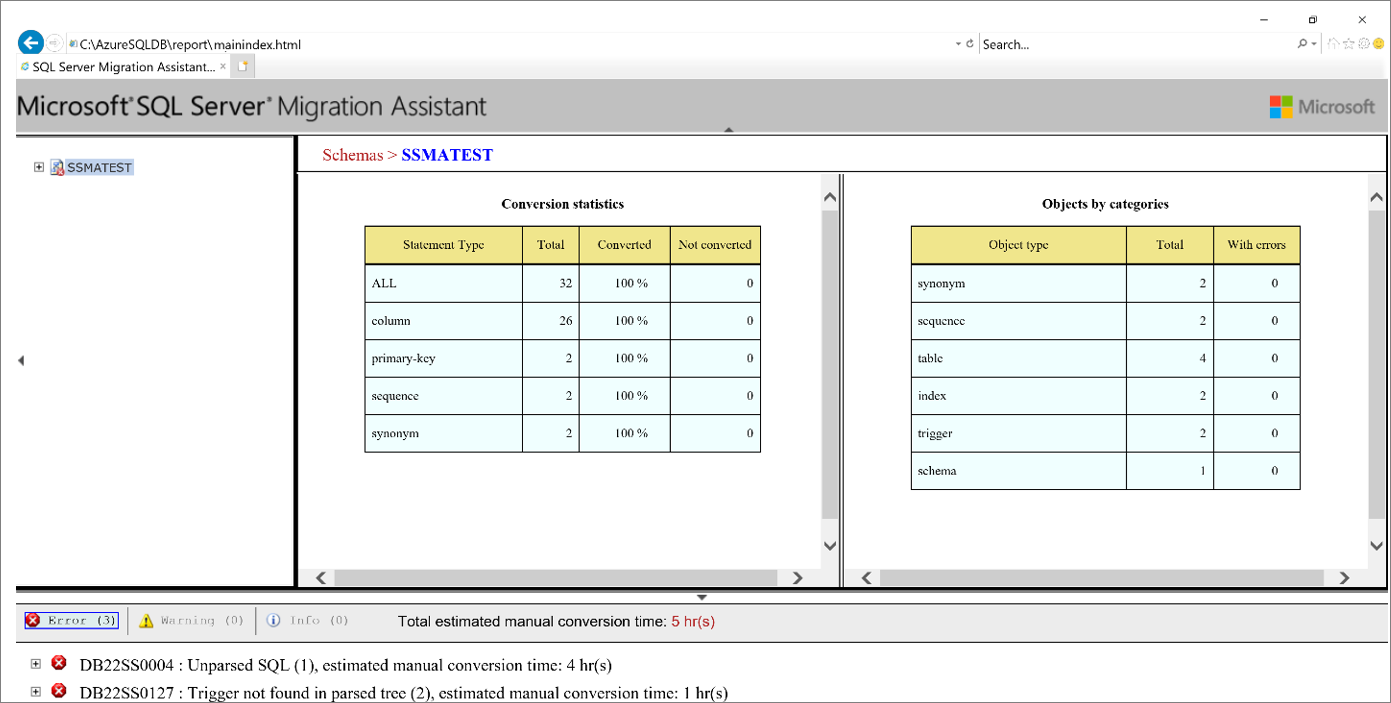 C:\AzureSQLDB\report\mainindex.html
Search...
SQL Server Migration Assistant...
Microsoft® SQL Server® Migration Assistant
Microsoft
SSMATEST
Schemas > SSMATEST
Conversion statistics
Statement Type Total Converted Not converted
ALL 32 100 % 0
column 26 100 % 0
primary-key 2 100 % 0
sequence 2 100 % 0
synonym 2 100 % 0
Objects by categories
Object type Total With errors
synonym 2 0
sequence 2 0
table 4 0
index 2 0
trigger 2 0
schema 1 0
Error (3) Warning (0) Info (0) Total estimated manual conversion time: 5 hr(s)
DB22SS0004 : Unparsed SQL (1), estimated manual conversion time: 4 hr(s)
DB22SS0127 : Trigger not found in parsed tree (2), estimated manual conversion time: 1 hr(s)